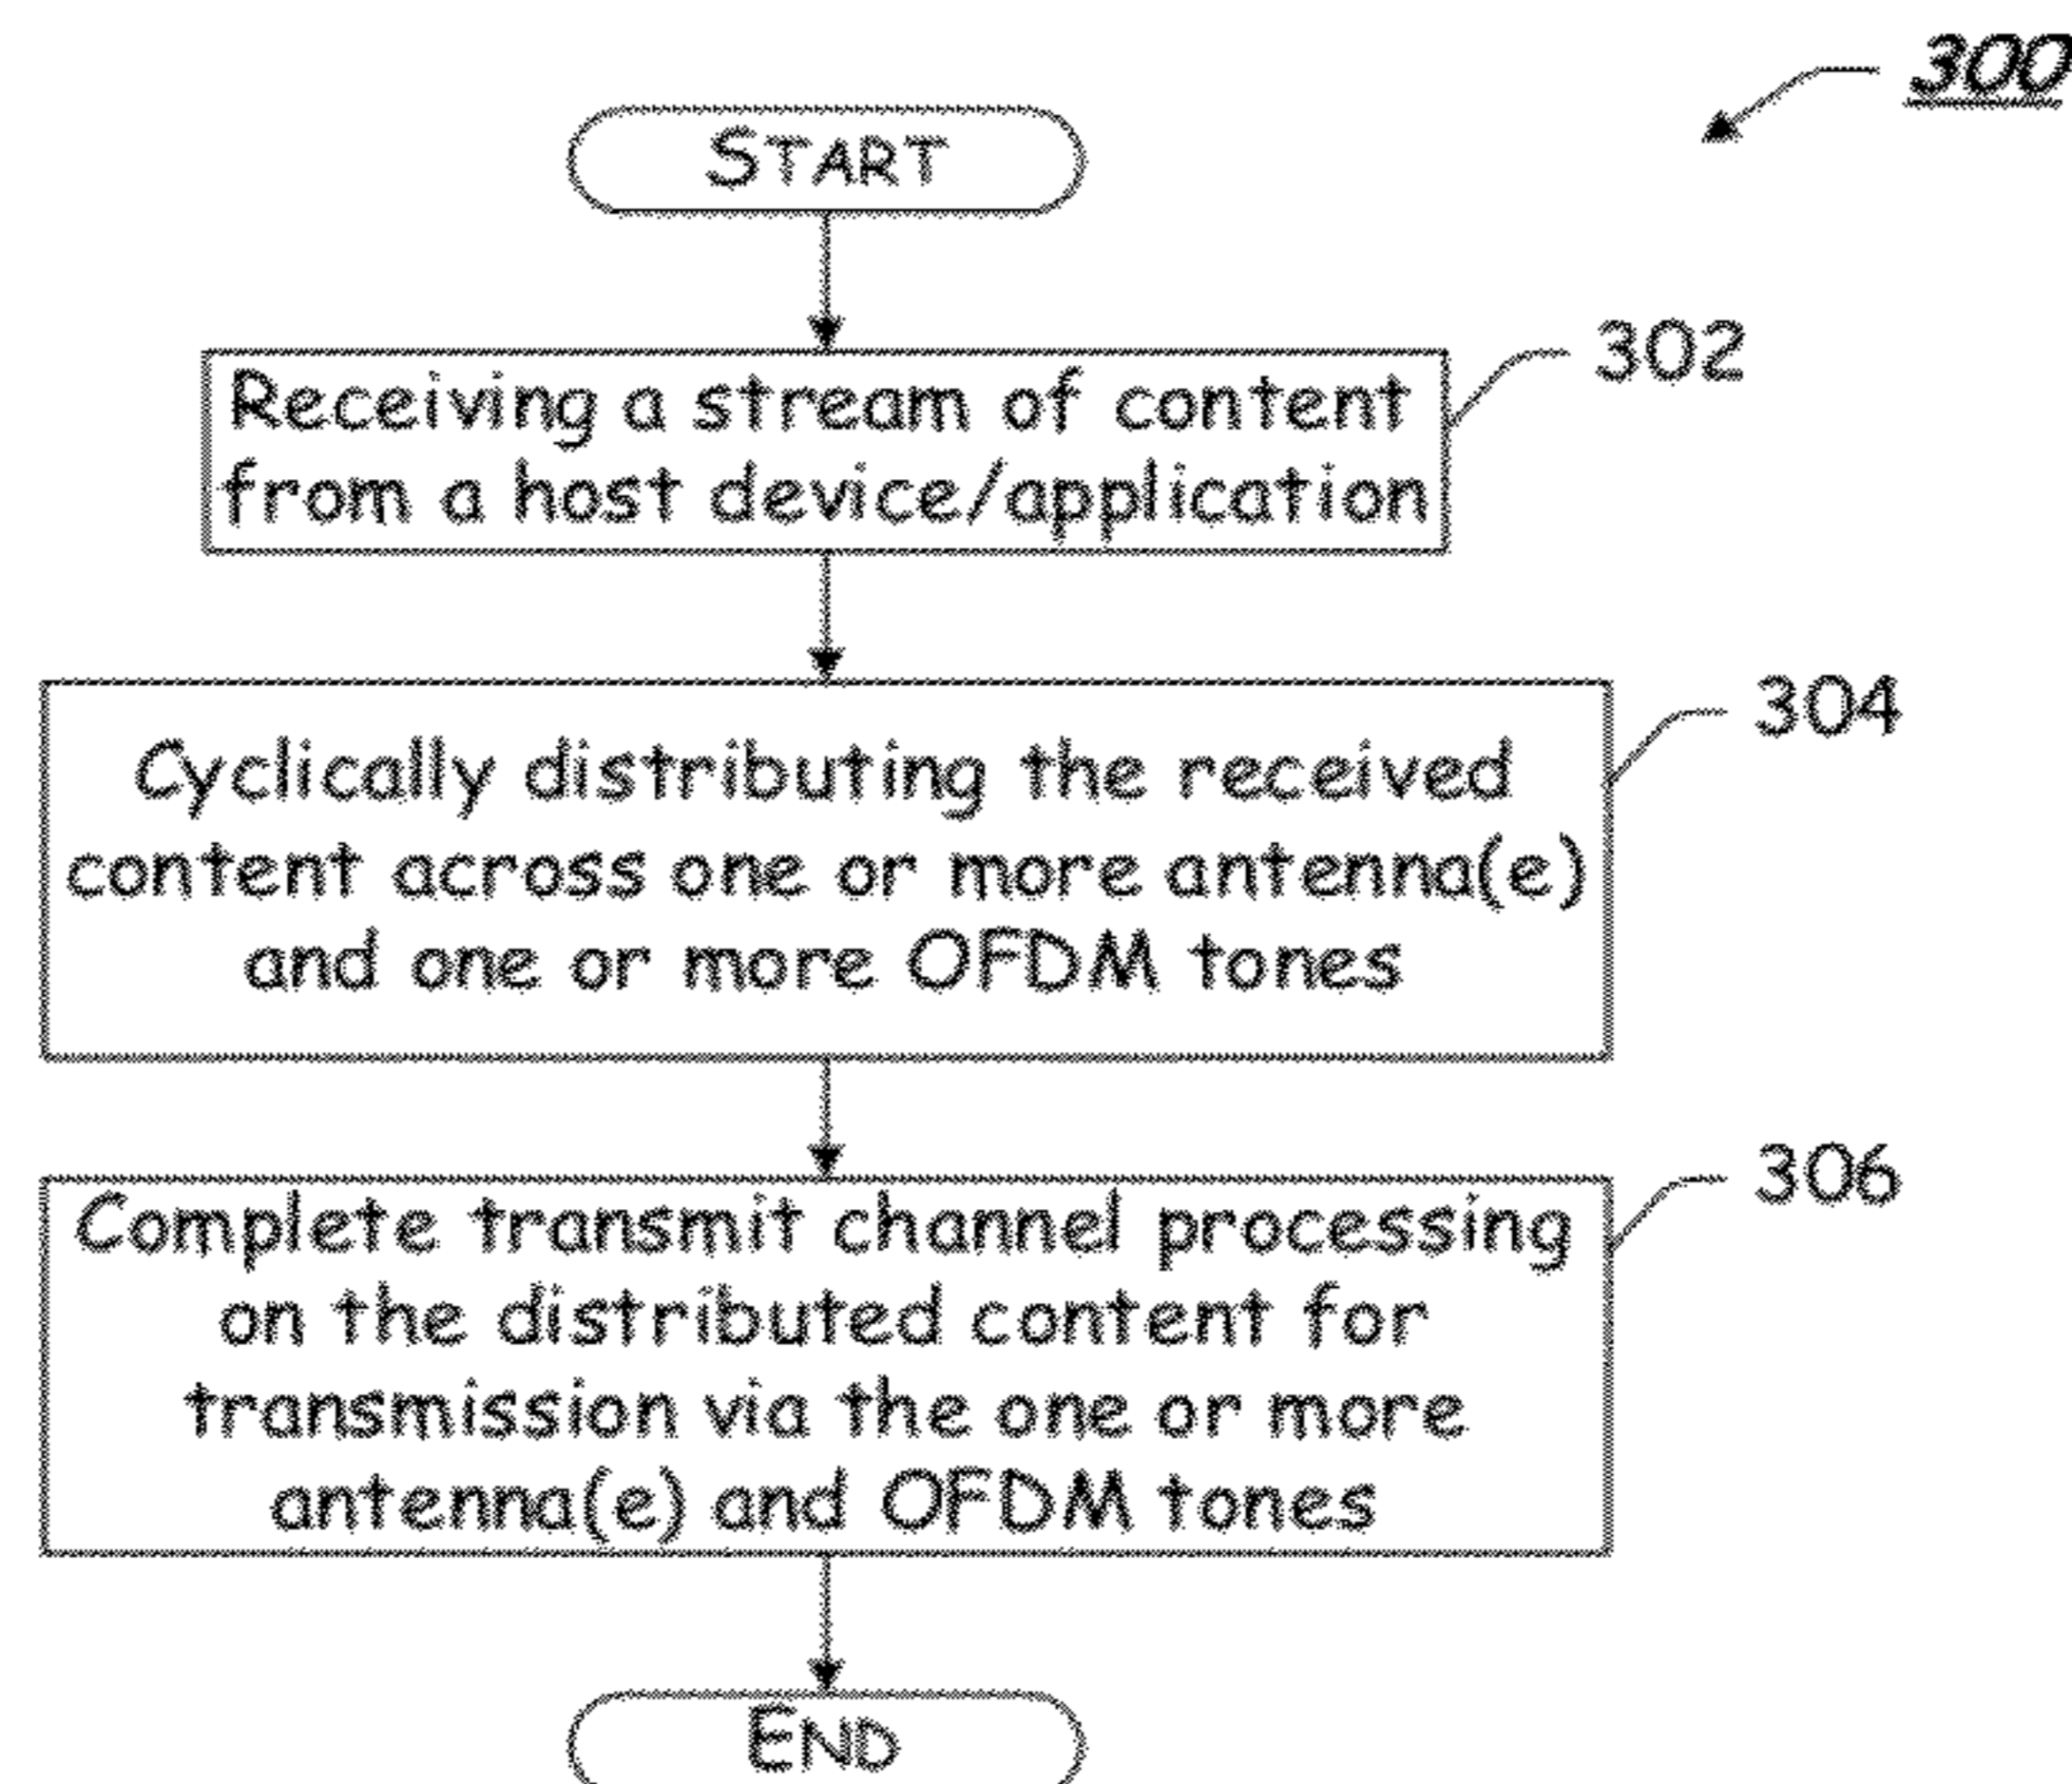 300
START
302
Receiving a stream of content
from a host device/application
304
Cyclically distributing the received
content across one or more antenna(e)
and one or more OFDM tones
306
Complete transmit channel processing
on the distributed content for
transmission via the one or more
antenna(e) and OFDM tones
END